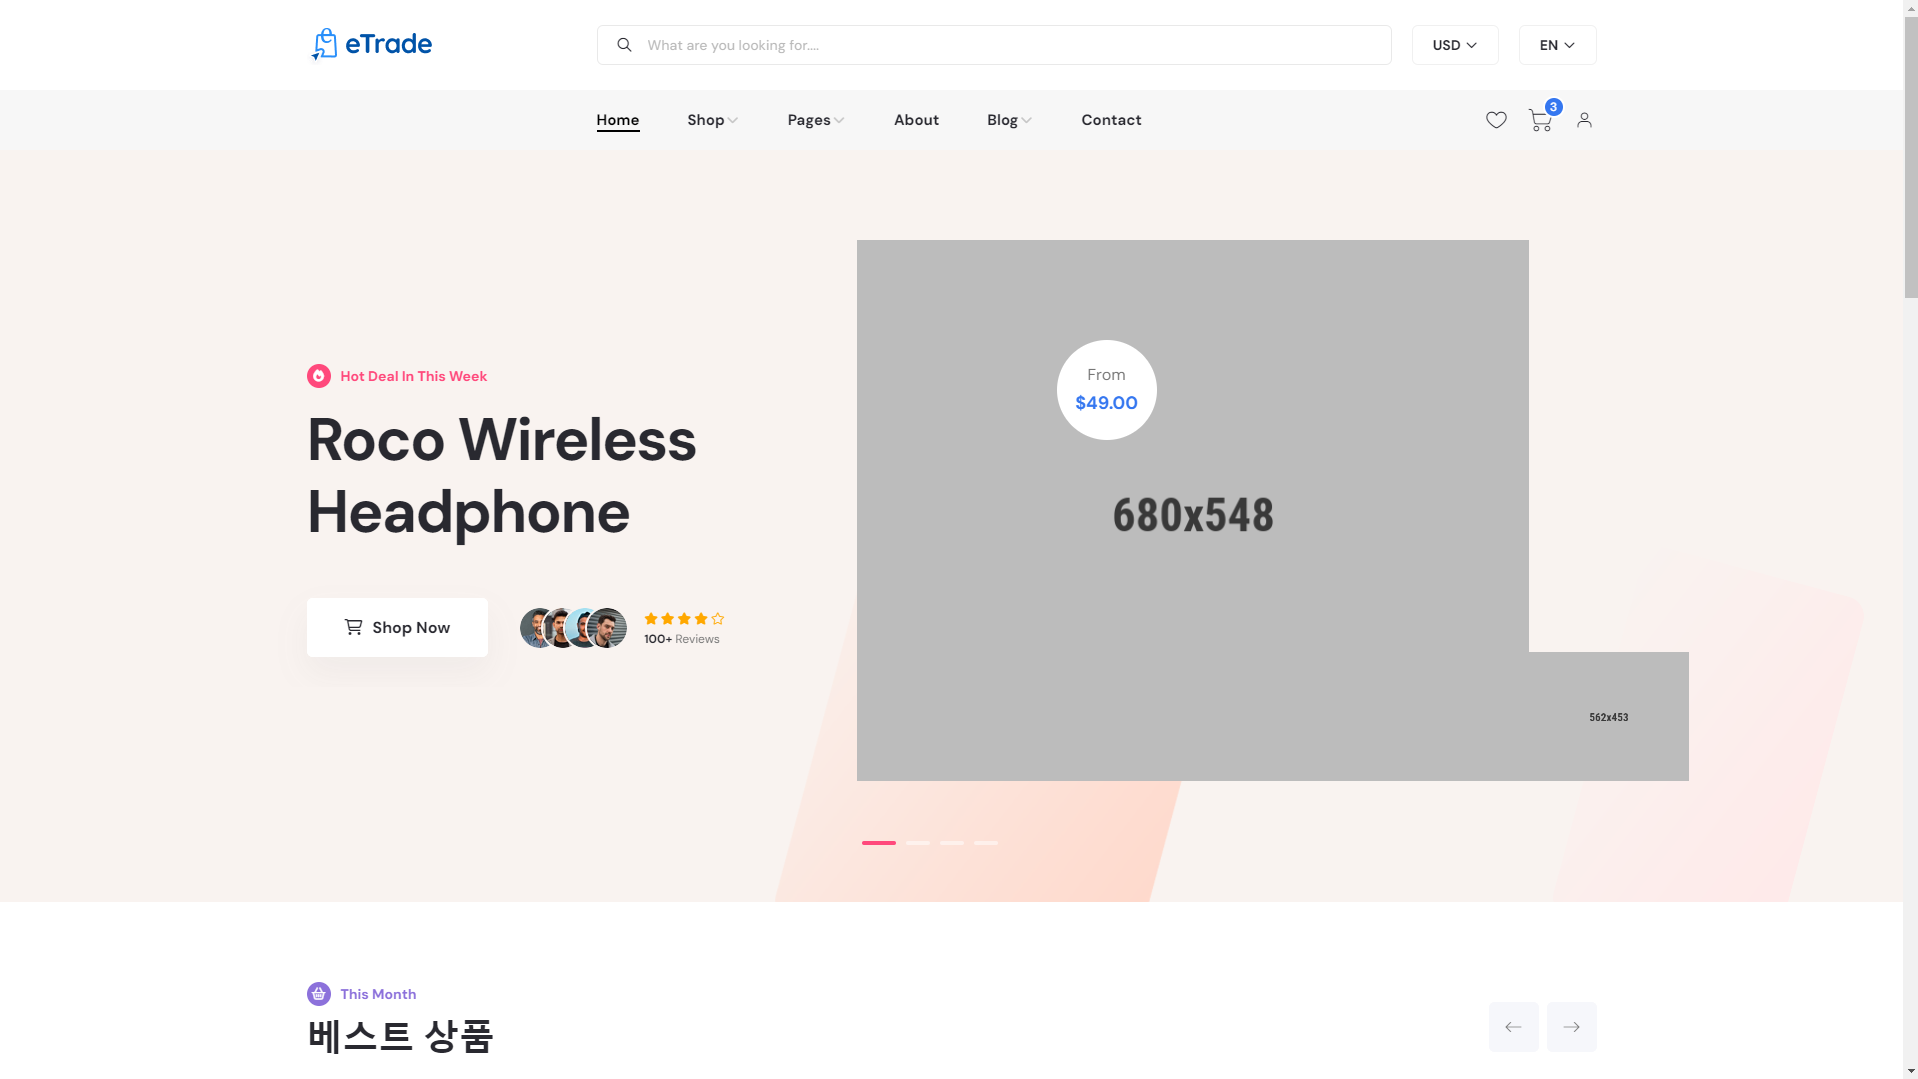 eTrade
What are you looking for....
USD
EN
Home
Shop
Pages
About
Blog
Contact
3
Hot Deal In This Week
Roco Wireless
Headphone
Shop Now
100+ Reviews
From
$49.00
680x548
562x453
This Month
베스트 상품